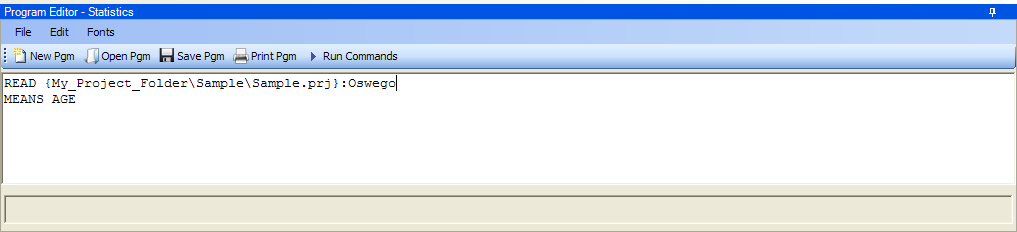 Program Editor - Statistics
File Edit Fonts
New Pgm Open Pgm Save Pgm Print Pgm Run Commands
READ {My_Project_Folder\Sample\Sample.prj}:Oswego
MEANS AGE